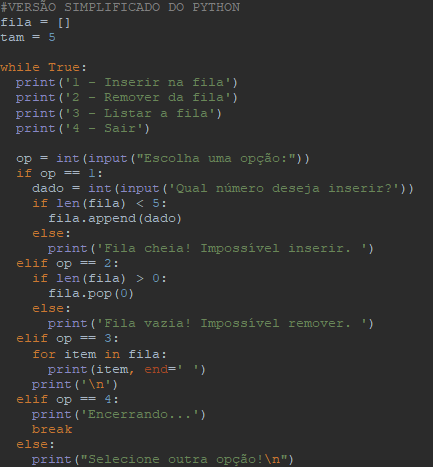 #VERSÃO SIMPLIFICADO DO PYTHON
fila = []
tam = 5

while True:
  print('1 - Inserir na fila')
  print('2 - Remover da fila')
  print('3 - Listar a fila')
  print('4 - Sair')

  op = int(input("Escolha uma opção:"))
  if op == 1:
    dado = int(input('Qual número deseja inserir?'))
    if len(fila) < 5:
      fila.append(dado)
    else:
      print('Fila cheia! Impossível inserir. ')
  elif op == 2:
    if len(fila) > 0:
      fila.pop(0)
    else:
      print('Fila vazia! Impossível remover. ')
  elif op == 3:
    for item in fila:
      print(item, end=' ')
    print('\n')
  elif op == 4:
    print('Encerrando...')
    break
  else:
    print("Selecione outra opção!\n")